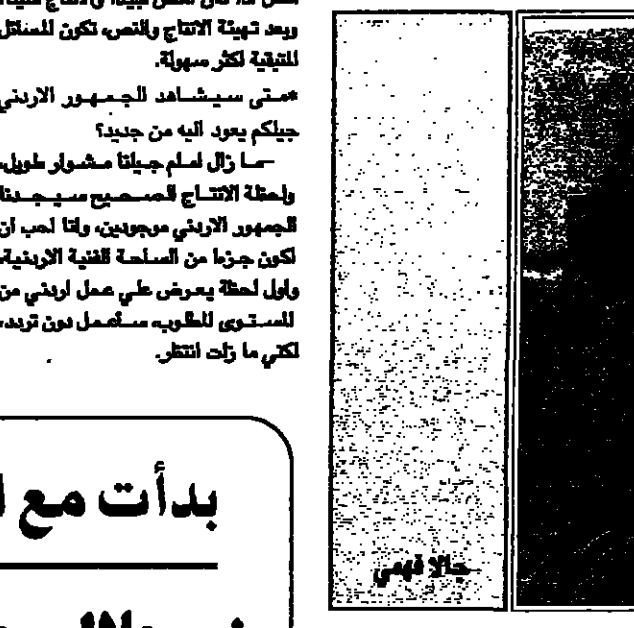 وبعد تهيئة الانتاج والنص، تكون المسائل
المتبقية اكثر سهولة.
*متى سيشاهد الجمهور الاردني
جيلكم يعود اليه من جديد؟
-ما زال امام جيلنا مشوار طويل،
ولحظة الانتاج الصحيح سيجدنا
الجمهور الاردني موجودين، وانا احب ان
اكون جزءا من الساحة الفنية الاردنية،
واول لحظة يعرض علي عمل اردني من
المستوى المطلوب، سأعمل دون تردد،
لكني ما زلت انتظر.
جالا فهمي
بدأت مع